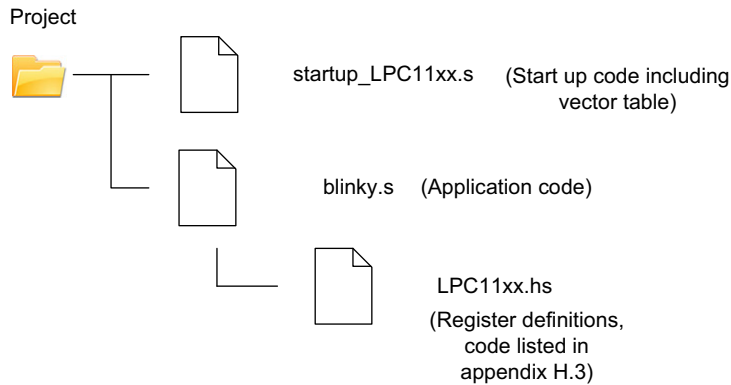 Project
startup_LPC11xx.s (Start up code including
vector table)
blinky.s (Application code)
LPC11xx.hs
(Register definitions,
code listed in
appendix H.3)